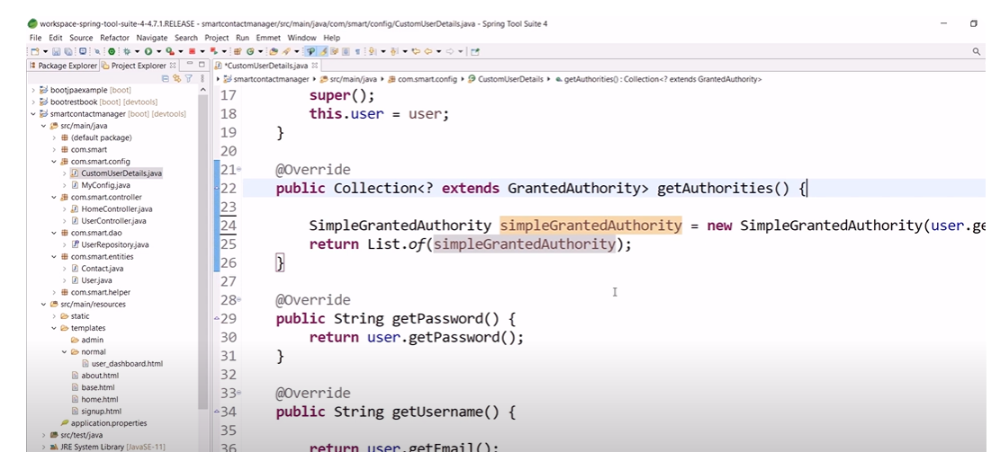 workspace-spring-tool-suite-4-4.7.1.RELEASE - smartcontactmanager/src/main/java/com/smart/config/CustomUserDetails.java - Spring Tool Suite 4
File Edit Source Refactor Navigate Search Project Run Emmet Window Help
Package Explorer Project Explorer
bootjpaexample [boot]
bootrestbook [boot] [devtools]
smartcontactmanager [boot] [devtools]
src/main/java
(default package)
com.smart
com.smart.config
CustomUserDetails.java
MyConfig.java
com.smart.controller
HomeController.java
UserController.java
com.smart.dao
UserRepository.java
com.smart.entities
Contact.java
User.java
com.smart.helper
src/main/resources
static
templates
admin
normal
user_dashboard.html
about.html
base.html
home.html
signup.html
application.properties
src/test/java
JRE System Library [JavaSE-11]
*CustomUserDetails.java
smartcontactmanager src/main/java com.smart.config CustomUserDetails getAuthorities() : Collection<? extends GrantedAuthority>
17 super();
18 this.user = user;
19 }
20
21 @Override
22 public Collection<? extends GrantedAuthority> getAuthorities() {
23
24 SimpleGrantedAuthority simpleGrantedAuthority = new SimpleGrantedAuthority(user.ge
25 return List.of(simpleGrantedAuthority);
26 }
27
28 @Override
29 public String getPassword() {
30 return user.getPassword();
31 }
32
33 @Override
34 public String getUsername() {
35
36 return user.getEmail();